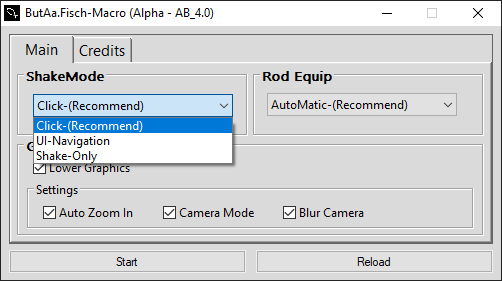 ButAa.Fisch-Macro (Alpha - AB_4.0)
Main Credits
ShakeMode
Click-(Recommend)
Click-(Recommend)
UI-Navigation
Shake-Only
Rod Equip
AutoMatic-(Recommend)
Lower Graphics
Settings
Auto Zoom In
Camera Mode
Blur Camera
Start
Reload